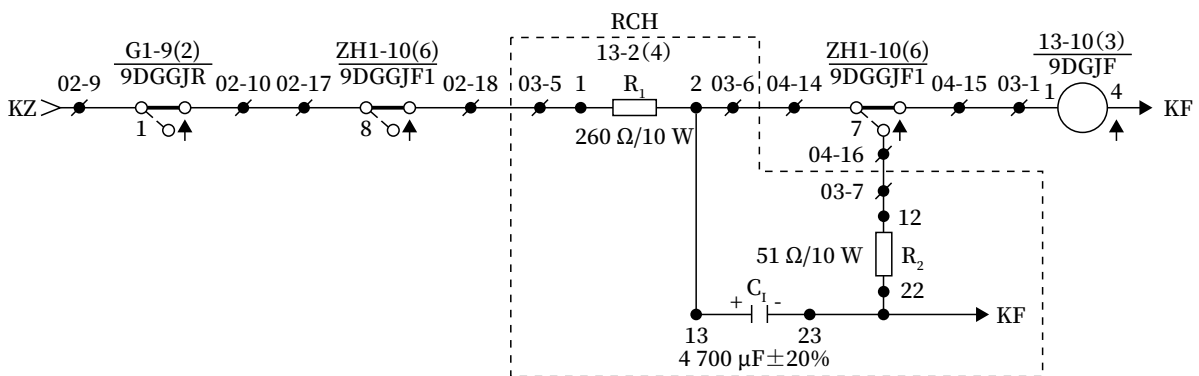 RCH
G1-9(2)
9DGGJR
ZH1-10(6)
9DGGJF1
13-2(4)
ZH1-10(6)
9DGGJF1
13-10(3)
9DGJF
02-9
02-10
02-17
02-18
03-5
1
R₁
2
03-6
04-14
04-15
03-1
1
4
KZ
KF
1
8
260 Ω/10 W
7
04-16
03-7
12
51 Ω/10 W
R₂
22
+
C₁
-
KF
13
23
4 700 μF±20%